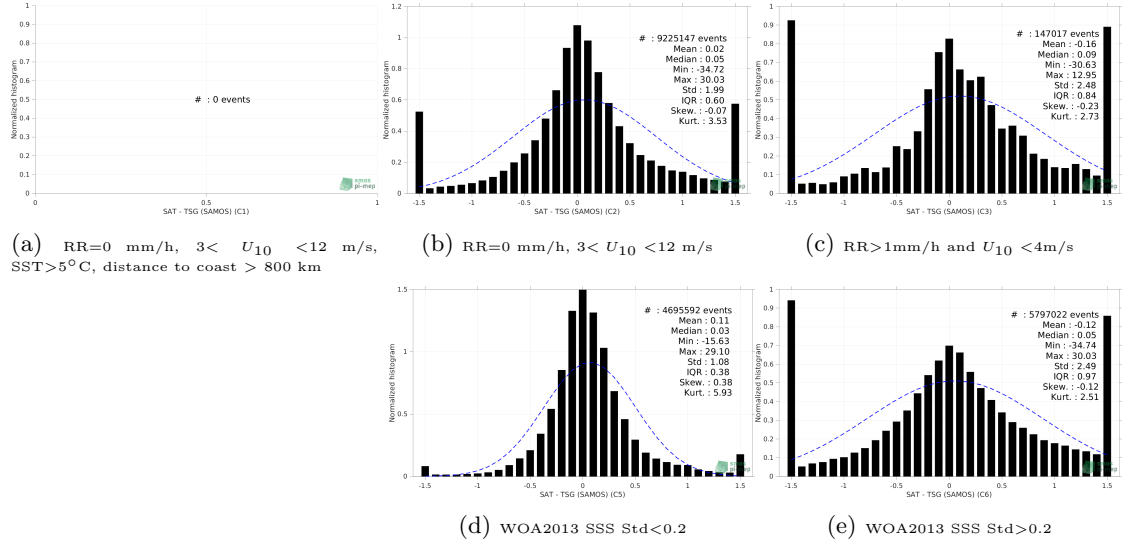 1
0.9
0.8
0.7
0.6
0.5
0.4
0.3
0.2
0.1
0
Normalized histogram
# : 0 events
smos
pi-mep
0 0.5 1
SAT - TSG (SAMOS) (C1)
(a) RR=0 mm/h, 3< U10 <12 m/s,
SST>5°C, distance to coast > 800 km
1.2
1
0.8
0.6
0.4
0.2
0
Normalized histogram
# : 9225147 events
Mean : 0.02
Median : 0.05
Min : -34.72
Max : 30.03
Std : 1.99
IQR : 0.60
Skew. : -0.07
Kurt. : 3.53
smos
pi-mep
-1.5 -1 -0.5 0 0.5 1 1.5
SAT - TSG (SAMOS) (C2)
(b) RR=0 mm/h, 3< U10 <12 m/s
1
0.9
0.8
0.7
0.6
0.5
0.4
0.3
0.2
0.1
0
Normalized histogram
# : 147017 events
Mean : -0.16
Median : 0.09
Min : -30.63
Max : 12.95
Std : 2.48
IQR : 0.84
Skew. : -0.23
Kurt. : 2.73
smos
pi-mep
-1.5 -1 -0.5 0 0.5 1 1.5
SAT - TSG (SAMOS) (C3)
(c) RR>1mm/h and U10 <4m/s
1.5
1
0.5
0
Normalized histogram
# : 4695592 events
Mean : 0.11
Median : 0.03
Min : -15.63
Max : 29.10
Std : 1.08
IQR : 0.38
Skew. : 0.38
Kurt. : 5.93
smos
pi-mep
-1.5 -1 -0.5 0 0.5 1 1.5
SAT - TSG (SAMOS) (C5)
(d) WOA2013 SSS Std<0.2
1
0.9
0.8
0.7
0.6
0.5
0.4
0.3
0.2
0.1
0
Normalized histogram
# : 5797022 events
Mean : -0.12
Median : 0.05
Min : -34.74
Max : 30.03
Std : 2.49
IQR : 0.97
Skew. : -0.12
Kurt. : 2.51
smos
pi-mep
-1.5 -1 -0.5 0 0.5 1 1.5
SAT - TSG (SAMOS) (C6)
(e) WOA2013 SSS Std>0.2